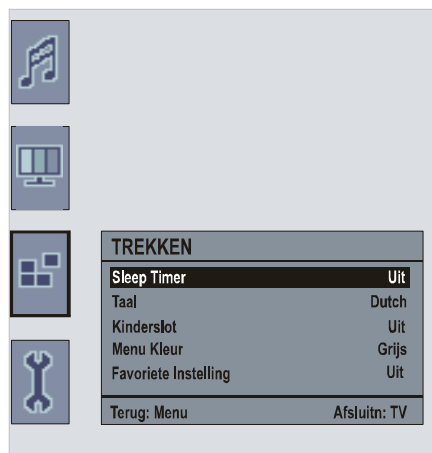 TREKKEN
Sleep Timer Uit
Taal Dutch
Kinderslot Uit
Menu Kleur Grijs
Favoriete Instelling Uit
Terug: Menu Afsluitn: TV